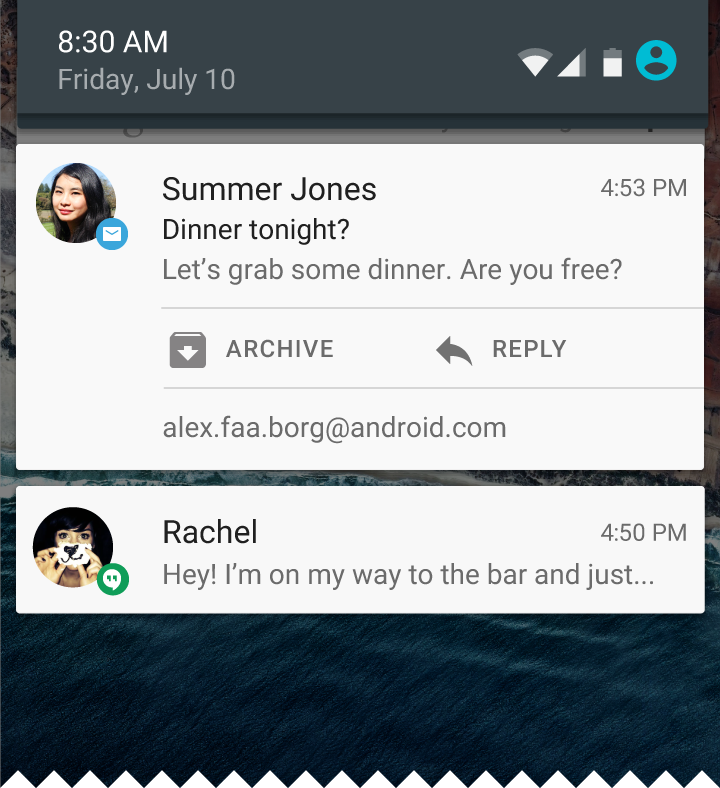 8:30 AM
Friday, July 10
Summer Jones
4:53 PM
Dinner tonight?
Let’s grab some dinner. Are you free?
ARCHIVE
REPLY
alex.faa.borg@android.com
Rachel
4:50 PM
Hey! I’m on my way to the bar and just...